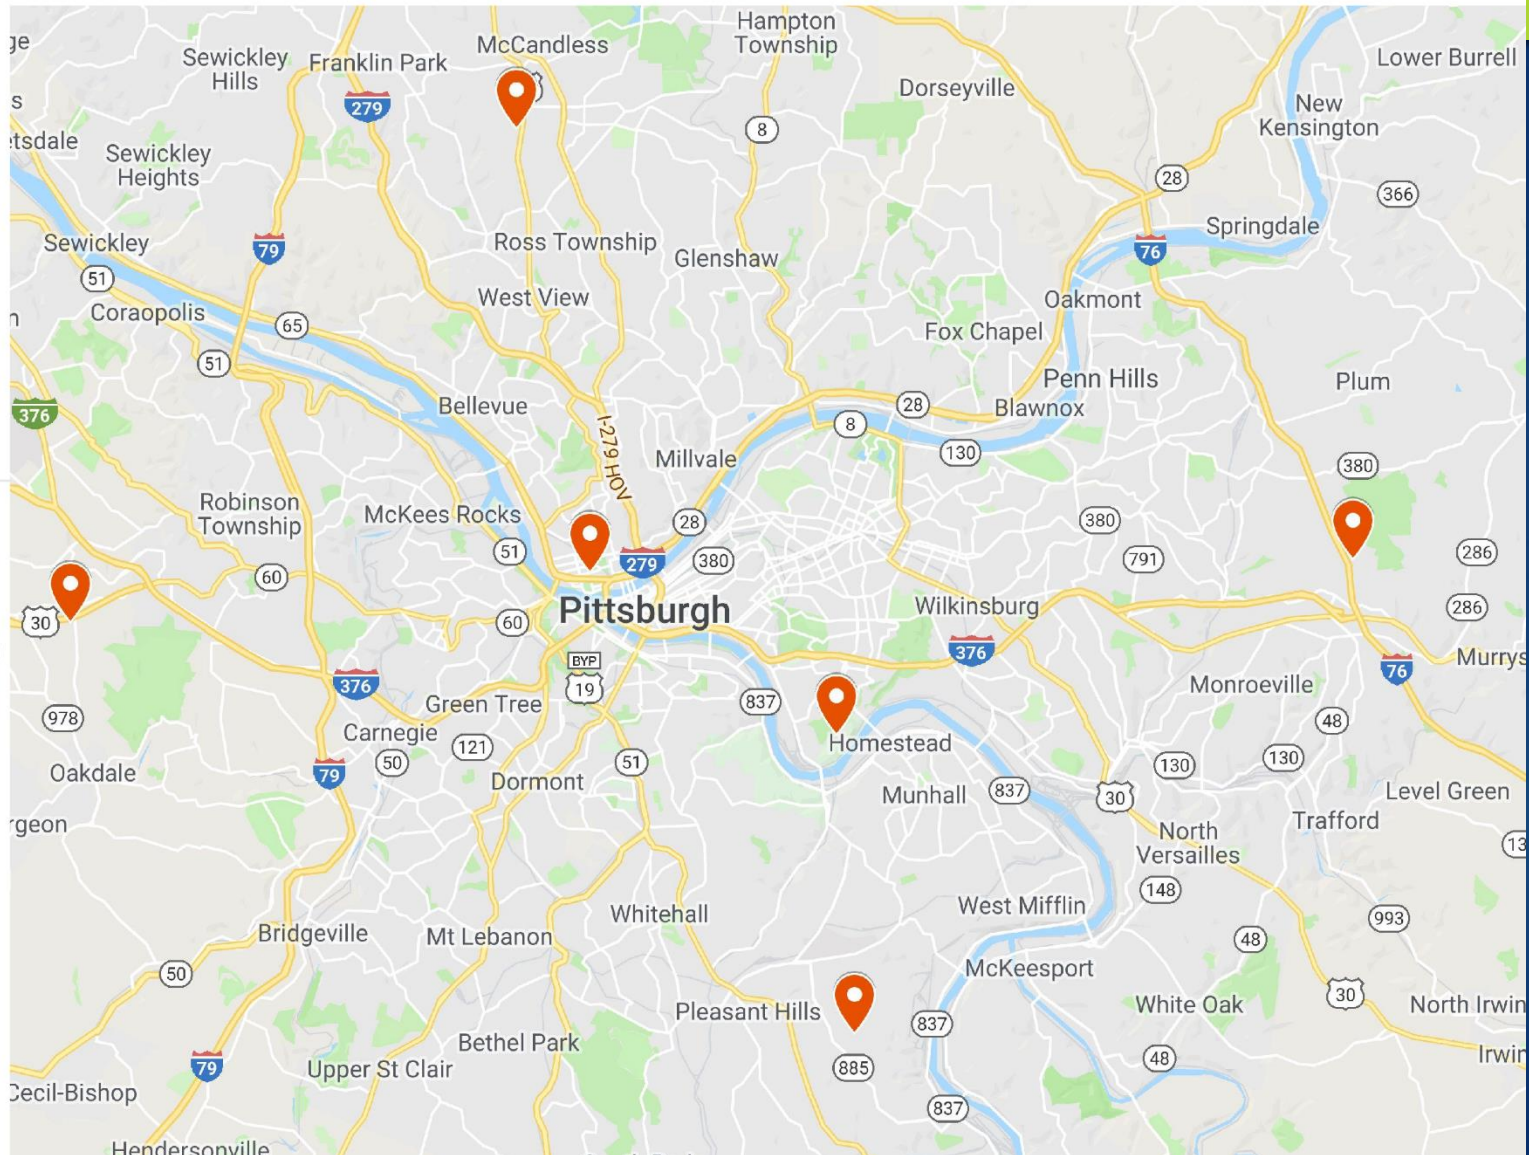 Hampton
Township
ge
McCandless
Sewickley
Hills
Franklin Park
Lower Burrell
Dorseyville
279
s
New
Kensington
8
etsdale
Sewickley
Heights
28
366
Springdale
Sewickley
79
Ross Township
76
Glenshaw
51
West View
Oakmont
Coraopolis
n
65
Fox Chapel
51
Penn Hills
Plum
376
Bellevue
28
Blawnox
I-279 HOV
8
130
Millvale
380
Robinson
Township
McKees Rocks
28
380
51
279
380
791
286
60
30
Pittsburgh
60
Wilkinsburg
286
376
BYP
19
Murrys
76
376
Monroeville
837
Green Tree
978
48
Carnegie
121
Homestead
50
51
130
130
Oakdale
79
Dormont
837
Munhall
30
Level Green
rgeon
Trafford
North
Versailles
13
148
West Mifflin
Whitehall
993
Bridgeville
Mt Lebanon
48
50
McKeesport
30
White Oak
North Irwin
Pleasant Hills
837
Bethel Park
Irwin
79
Upper St Clair
885
48
Cecil-Bishop
837
Hendersonville